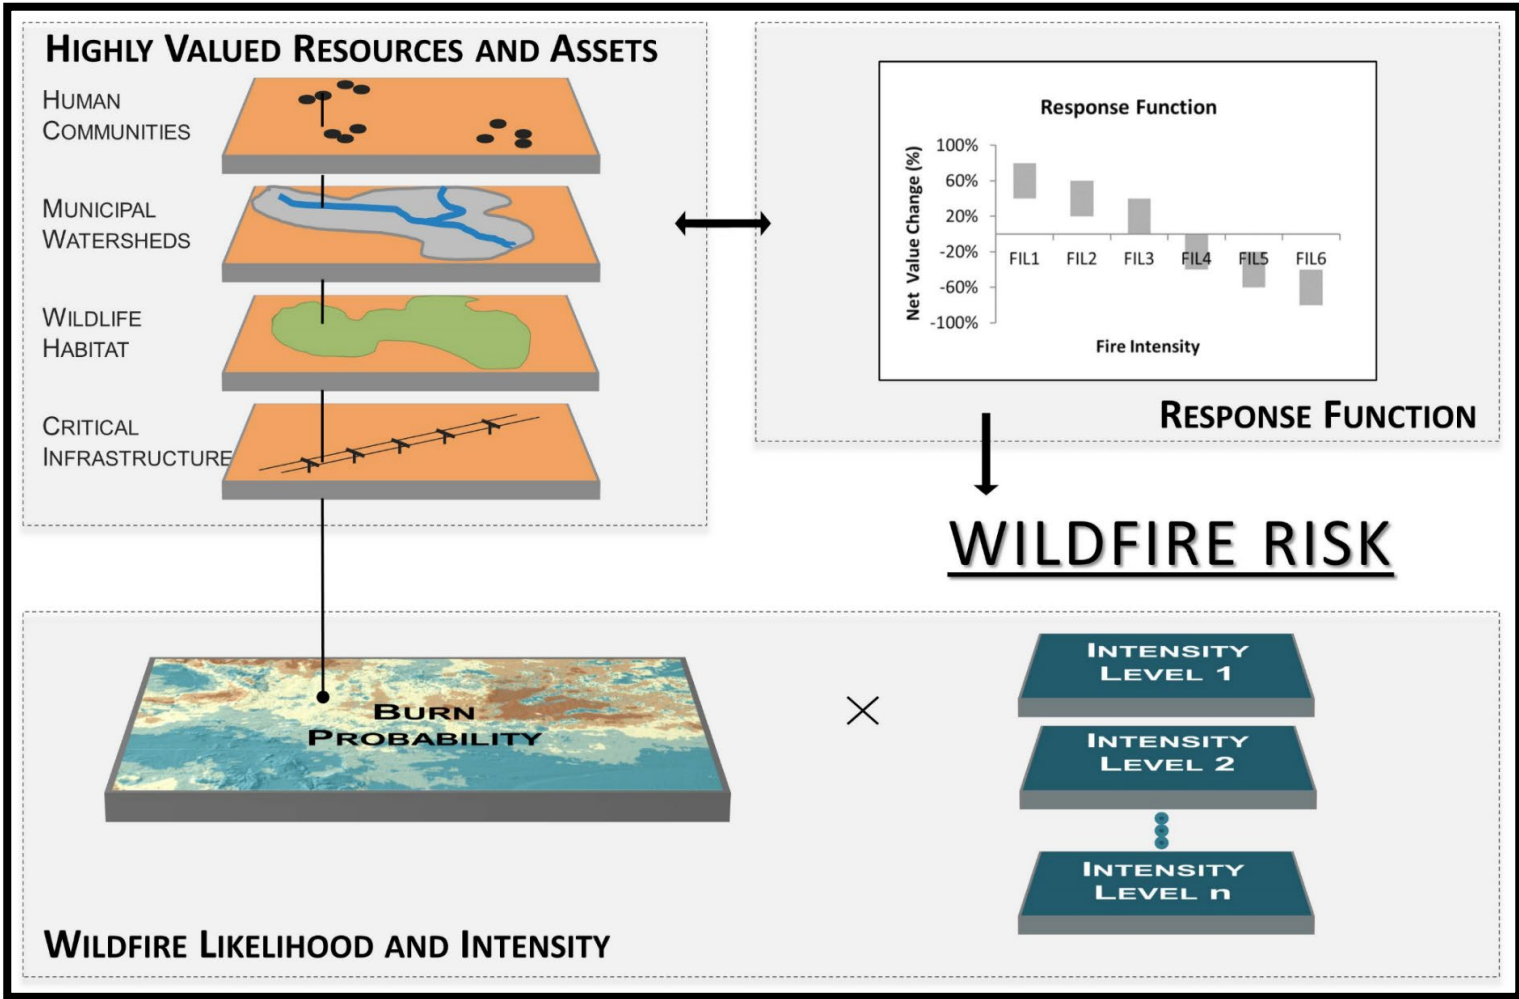 HIGHLY VALUED RESOURCES AND ASSETS
HUMAN
COMMUNITIES
MUNICIPAL
WATERSHEDS
WILDLIFE
HABITAT
CRITICAL
INFRASTRUCTURE
Response Function
Net Value Change (%)
100%
60%
20%
-20%
-60%
-100%
FIL1 FIL2 FIL3 FIL4 FIL5 FIL6
Fire Intensity
RESPONSE FUNCTION
WILDFIRE RISK
BURN
PROBABILITY
×
INTENSITY
LEVEL 1
INTENSITY
LEVEL 2
INTENSITY
LEVEL n
WILDFIRE LIKELIHOOD AND INTENSITY